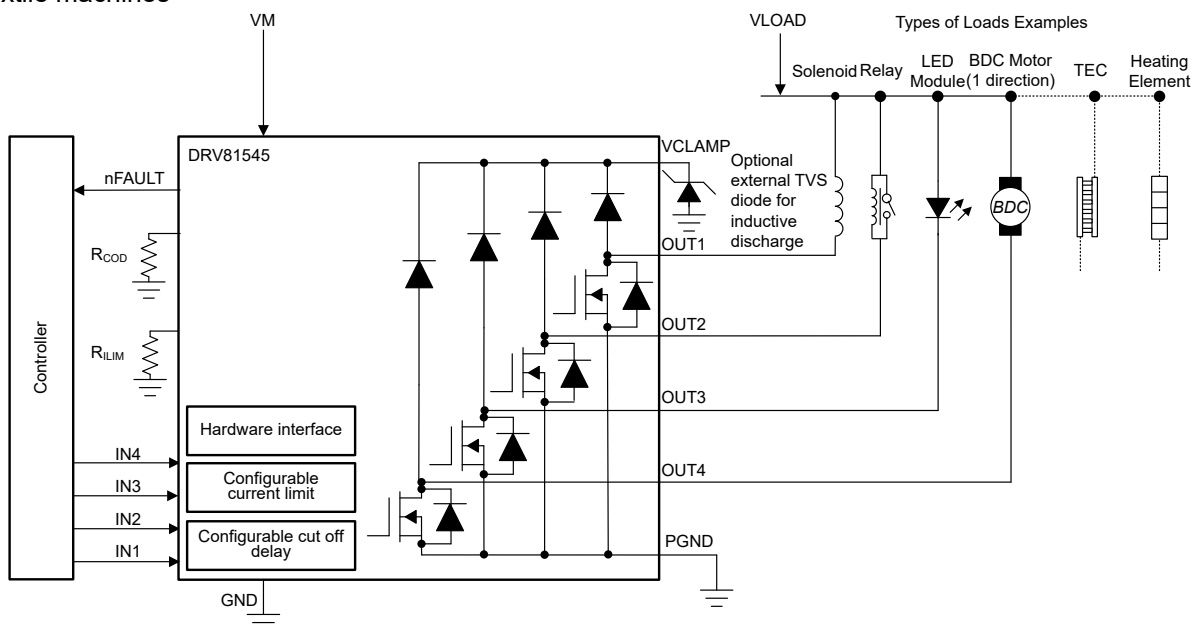 VM
VLOAD
Types of Loads Examples
Solenoid
Relay
LED
Module
BDC Motor
(1 direction)
TEC
Heating
Element
DRV81545
VCLAMP
Optional
external TVS
diode for
inductive
discharge
nFAULT
BDC
OUT1
RCOD
OUT2
RILIM
Controller
OUT3
Hardware interface
IN4
OUT4
Configurable
current limit
IN3
IN2
Configurable cut off
delay
IN1
PGND
GND